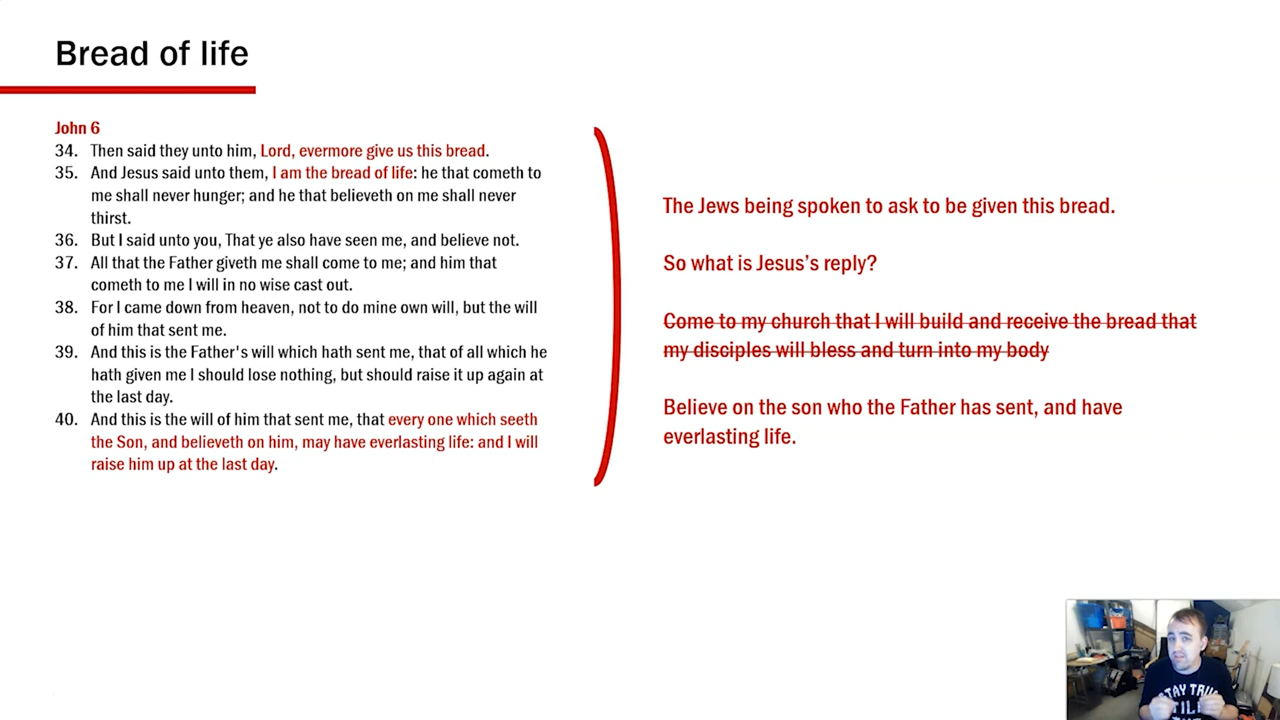 Bread of life
John 6
34. Then said they unto him, Lord, evermore give us this bread.
35. And Jesus said unto them, I am the bread of life: he that cometh to
me shall never hunger; and he that believeth on me shall never
thirst.
36. But I said unto you, That ye also have seen me, and believe not.
37. All that the Father giveth me shall come to me; and him that
cometh to me I will in no wise cast out.
38. For I came down from heaven, not to do mine own will, but the will
of him that sent me.
39. And this is the Father's will which hath sent me, that of all which he
hath given me I should lose nothing, but should raise it up again at
the last day.
40. And this is the will of him that sent me, that every one which seeth
the Son, and believeth on him, may have everlasting life: and I will
raise him up at the last day.
The Jews being spoken to ask to be given this bread.
So what is Jesus's reply?
Come to my church that I will build and receive the bread that
my disciples will bless and turn into my body
Believe on the son who the Father has sent, and have
everlasting life.
STAY TRUE